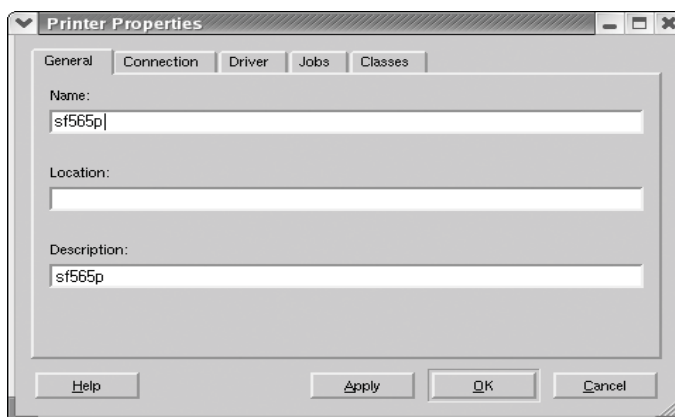 Printer Properties
General Connection Driver Jobs Classes
Name:
sf565p
Location:
Description:
sf565p
Help Apply OK Cancel